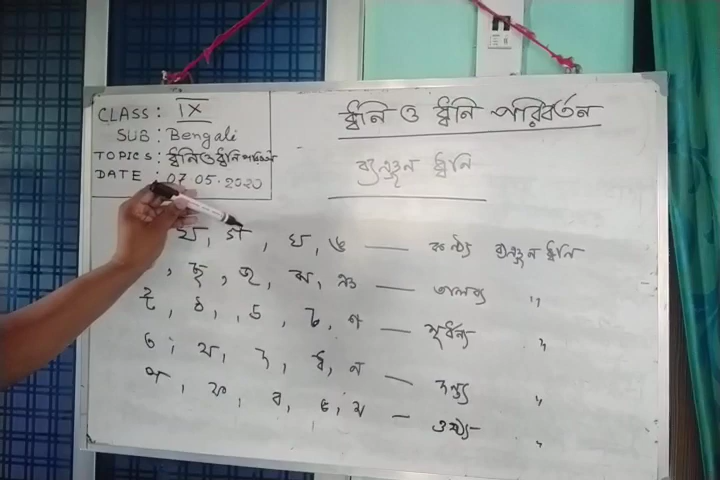 CLASS : IX
SUB : Bengali
TOPICS : ধ্বনি ও ধ্বনি পরিবর্তন
DATE : 07.05.2020
ধ্বনি ও ধ্বনি পরিবর্তন
ব্যঞ্জন ধ্বনি
খ, গ, ঘ, ঙ — কণ্ঠ্য ব্যঞ্জন ধ্বনি
, ছ, জ, ঝ, ঞ — তালব্য "
ট, ঠ, ড, ঢ, ণ — মূর্ধন্য "
ত, থ, দ, ধ, ন — দন্ত্য "
প, ফ, ব, ভ, ম — ওষ্ঠ্য "